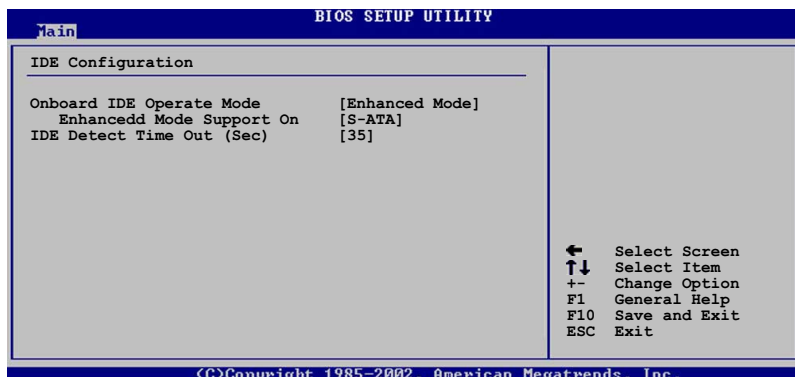 BIOS SETUP UTILITY
Main
IDE Configuration
Onboard IDE Operate Mode [Enhanced Mode]
Enhancedd Mode Support On [S-ATA]
IDE Detect Time Out (Sec) [35]
← Select Screen
↑↓ Select Item
+- Change Option
F1 General Help
F10 Save and Exit
ESC Exit
(C)Copyright 1985-2002, American Megatrends, Inc.